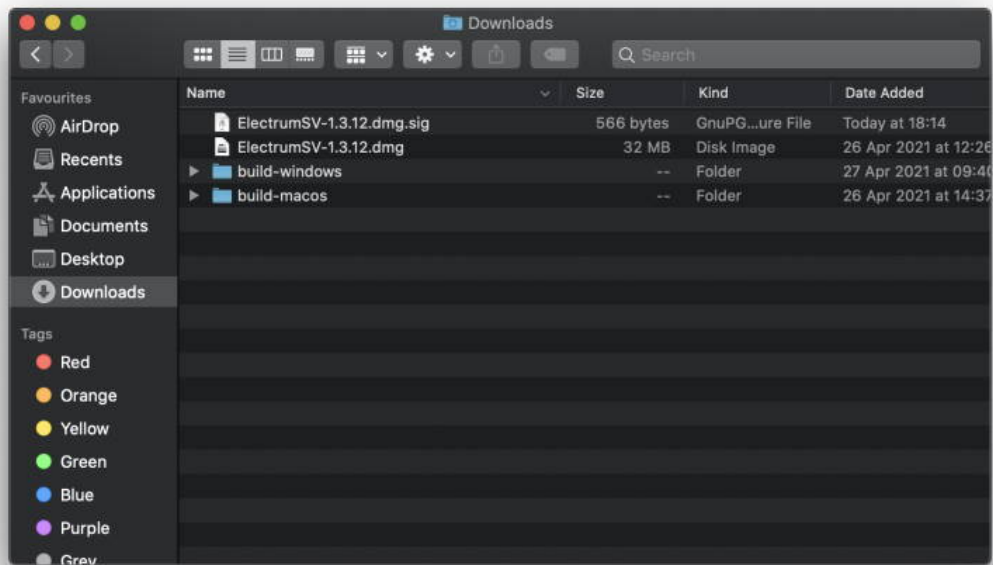 Downloads
Search
Favourites
AirDrop
Recents
Applications
Documents
Desktop
Downloads
Tags
Red
Orange
Yellow
Green
Blue
Purple
Grey
Name Size Kind Date Added
ElectrumSV-1.3.12.dmg.sig 566 bytes GnuPG...ure File Today at 18:14
ElectrumSV-1.3.12.dmg 32 MB Disk Image 26 Apr 2021 at 12:26
build-windows -- Folder 27 Apr 2021 at 09:40
build-macos -- Folder 26 Apr 2021 at 14:37